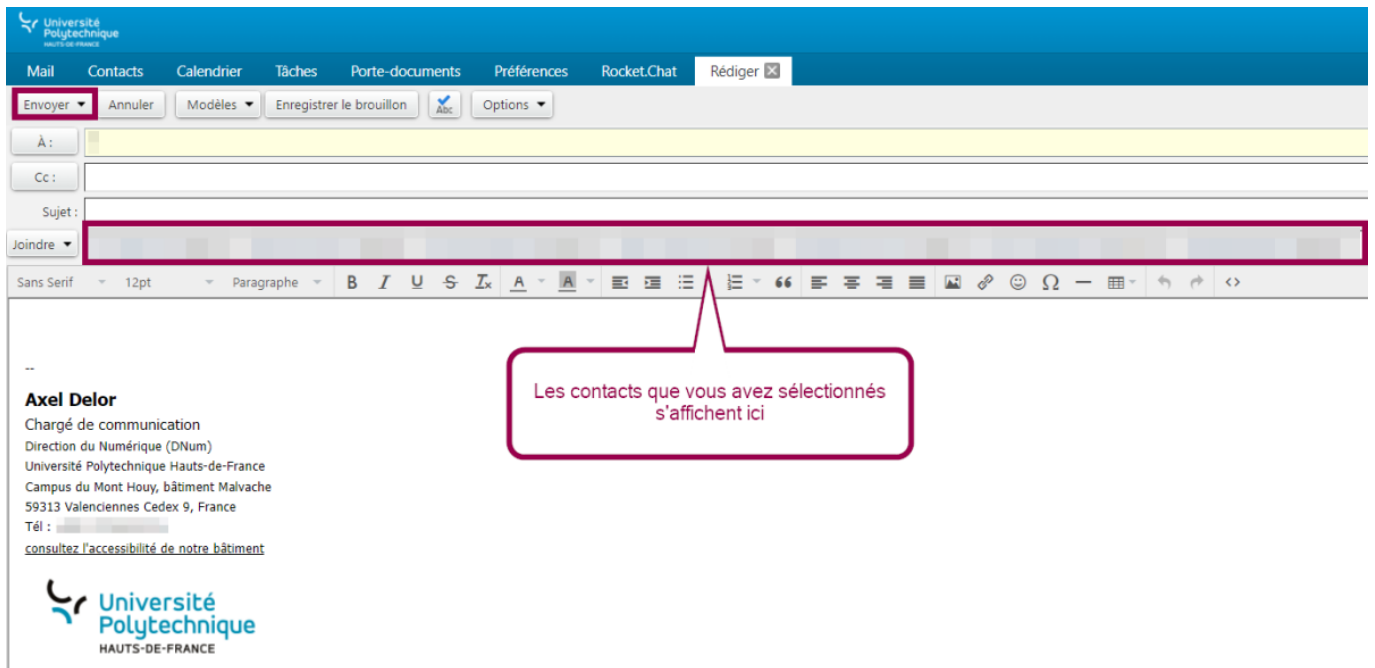 Université
Polytechnique
HAUTS-DE-FRANCE
Mail Contacts Calendrier Tâches Porte-documents Préférences Rocket.Chat Rédiger
Envoyer Annuler Modèles Enregistrer le brouillon Abc Options
À :
Cc :
Sujet :
Joindre
Sans Serif 12pt Paragraphe B I U S Tx A A “ Ω — <>
Les contacts que vous avez sélectionnés
s'affichent ici
--
Axel Delor
Chargé de communication
Direction du Numérique (DNum)
Université Polytechnique Hauts-de-France
Campus du Mont Houy, bâtiment Malvache
59313 Valenciennes Cedex 9, France
Tél :
consultez l'accessibilité de notre bâtiment
Université
Polytechnique
HAUTS-DE-FRANCE